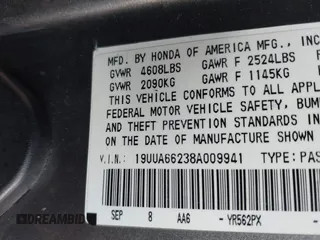 MFD. BY HONDA OF AMERICA MFG., INC
GVWR 4608LBS GAWR F 2524LBS
GVWR 2090KG GAWR F 1145KG
THIS VEHICLE CONFORMS TO ALL APPL
FEDERAL MOTOR VEHICLE SAFETY, BUMP
AND THEFT PREVENTION STANDARDS IN
ON THE DATE OF MANUFACTURE SHOWN
V.I.N.: 19UUA66238A009941 TYPE: PAS
SEP 8 AA6 - YR562PX
DREAMBID